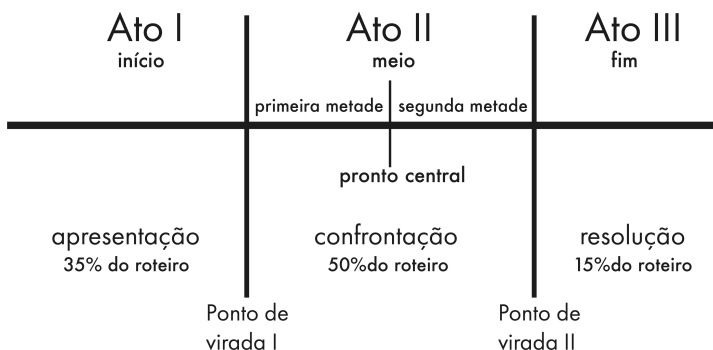 Ato I
início
Ato II
meio
Ato III
fim
primeira metade
segunda metade
pronto central
apresentação
35% do roteiro
confrontação
50%do roteiro
resolução
15%do roteiro
Ponto de
virada I
Ponto de
virada II